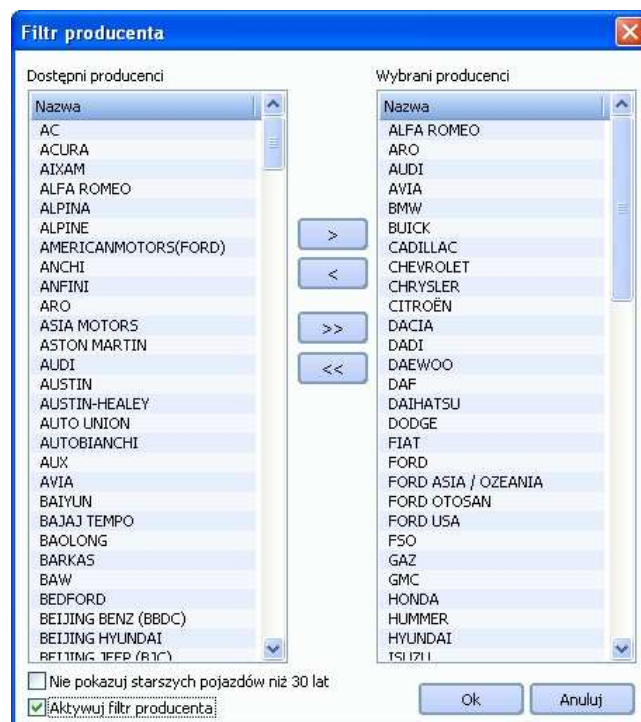 Filtr producenta
Dostępni producenci
Nazwa
AC
ACURA
AIXAM
ALFA ROMEO
ALPINA
ALPINE
AMERICANMOTORS(FORD)
ANCHI
ANFINI
ARO
ASIA MOTORS
ASTON MARTIN
AUDI
AUSTIN
AUSTIN-HEALEY
AUTO UNION
AUTOBIANCHI
AUX
AVIA
BAIYUN
BAJAJ TEMPO
BAOLONG
BARKAS
BAW
BEDFORD
BEIJING BENZ (BBDC)
BEIJING HYUNDAI
BEIJING JEEP (BJC)
>
<
>>
<<
Wybrani producenci
Nazwa
ALFA ROMEO
ARO
AUDI
AVIA
BMW
BUICK
CADILLAC
CHEVROLET
CHRYSLER
CITROËN
DACIA
DADI
DAEWOO
DAF
DAIHATSU
DODGE
FIAT
FORD
FORD ASIA / OZEANIA
FORD OTOSAN
FORD USA
FSO
GAZ
GMC
HONDA
HUMMER
HYUNDAI
ISUZU
Nie pokazuj starszych pojazdów niż 30 lat
Aktywuj filtr producenta
Ok
Anuluj